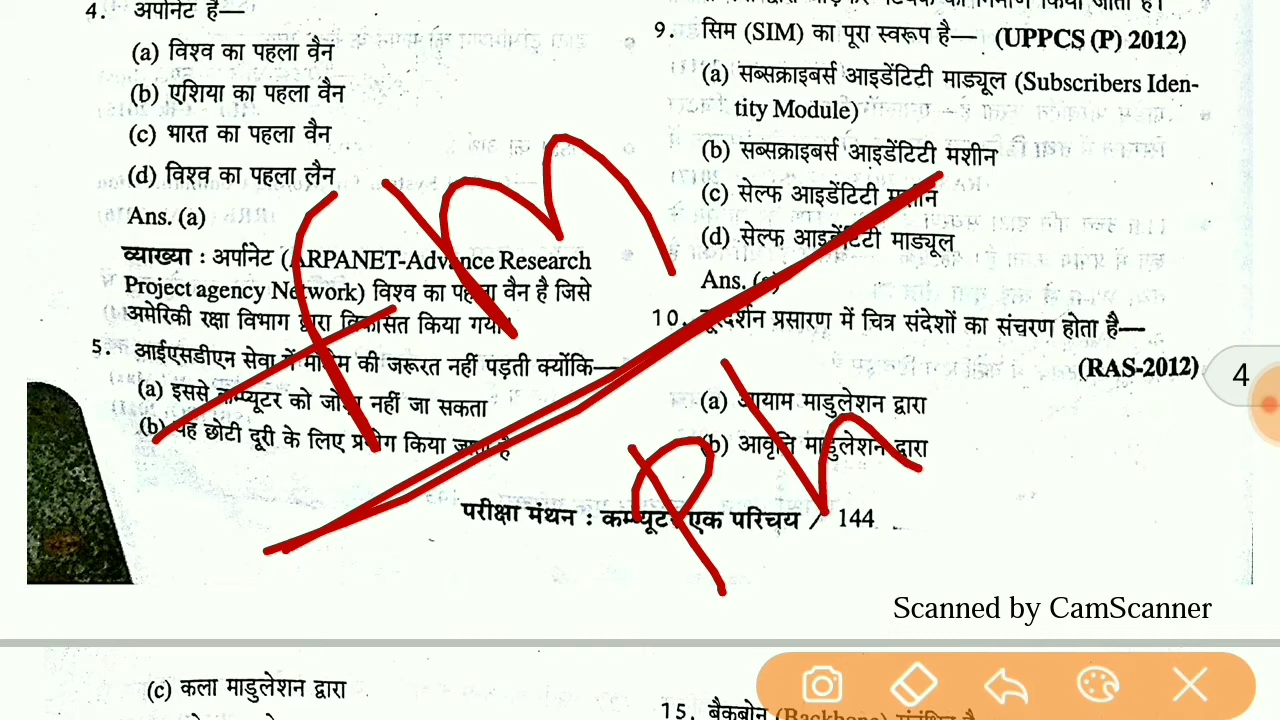 4. अर्पानेट है—
(a) विश्व का पहला वैन
(b) एशिया का पहला वैन
(c) भारत का पहला वैन
(d) विश्व का पहला लैन
Ans. (a)
व्याख्या : अर्पानेट (ARPANET-Advance Research
Project agency Network) विश्व का पहला वैन है जिसे
अमेरिकी रक्षा विभाग द्वारा विकसित किया गया।
5. आईएसडीएन सेवा में मॉडेम की जरूरत नहीं पड़ती क्योंकि—
(a) इससे कम्प्यूटर को जोड़ा नहीं जा सकता
(b) यह छोटी दूरी के लिए प्रयोग किया जाता है
का निर्माण किया जाता है।
9. सिम (SIM) का पूरा स्वरूप है— (UPPCS (P) 2012)
(a) सब्सक्राइबर्स आइडेंटिटी माड्यूल (Subscribers Iden-
tity Module)
(b) सब्सक्राइबर्स आइडेंटिटी मशीन
(c) सेल्फ आइडेंटिटी मशीन
(d) सेल्फ आइडेंटिटी माड्यूल
Ans. (a)
10. दूरदर्शन प्रसारण में चित्र संदेशों का संचरण होता है—
(RAS-2012)
(a) आयाम माडुलेशन द्वारा
(b) आवृति माडुलेशन द्वारा
fm
Ph
परीक्षा मंथन : कम्प्यूटर एक परिचय / 144
4
Scanned by CamScanner
(c) कला माडुलेशन द्वारा
15. बैकबोन (Backbone) संबंधित है